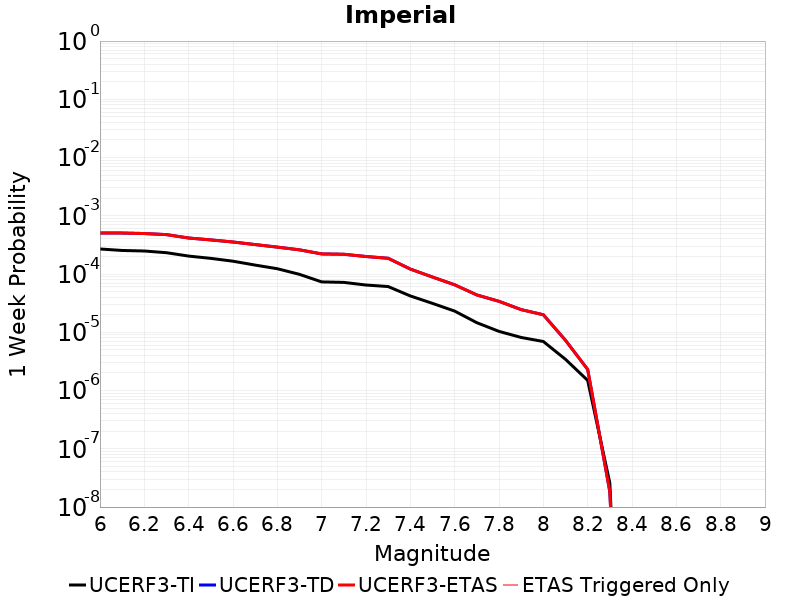 Imperial
1 Week Probability
10^0
10^-1
10^-2
10^-3
10^-4
10^-5
10^-6
10^-7
10^-8
6 6.2 6.4 6.6 6.8 7 7.2 7.4 7.6 7.8 8 8.2 8.4 8.6 8.8 9
Magnitude
UCERF3-TI UCERF3-TD UCERF3-ETAS ETAS Triggered Only